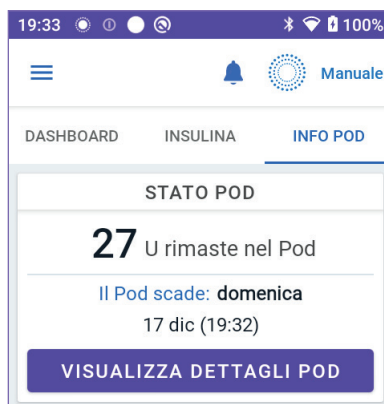 19:33 100%
Manuale
DASHBOARD INSULINA INFO POD
STATO POD
27 U rimaste nel Pod
Il Pod scade: domenica
17 dic (19:32)
VISUALIZZA DETTAGLI POD